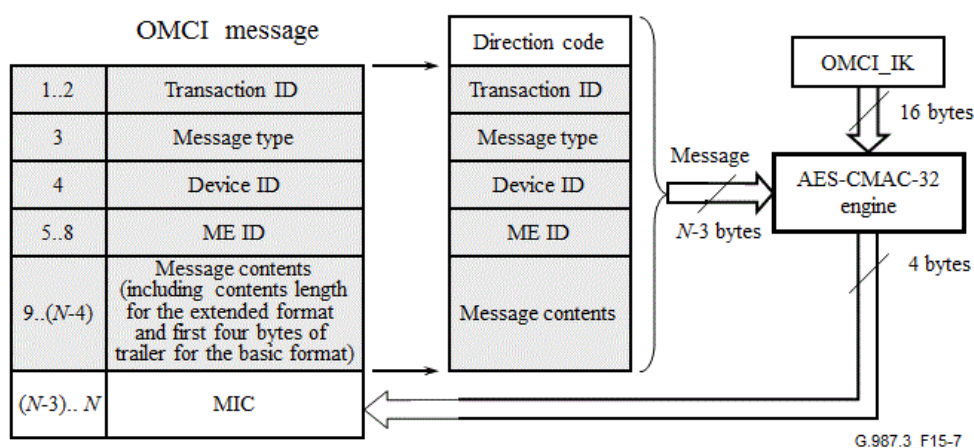 OMCI message
1..2
Transaction ID
3
Message type
4
Device ID
5..8
ME ID
9..(N-4)
Message contents
(including contents length
for the extended format
and first four bytes of
trailer for the basic format)
(N-3).. N
MIC
Direction code
Transaction ID
Message type
Device ID
ME ID
Message contents
Message
N-3 bytes
OMCI_IK
16 bytes
AES-CMAC-32
engine
4 bytes
G.987.3_F15-7